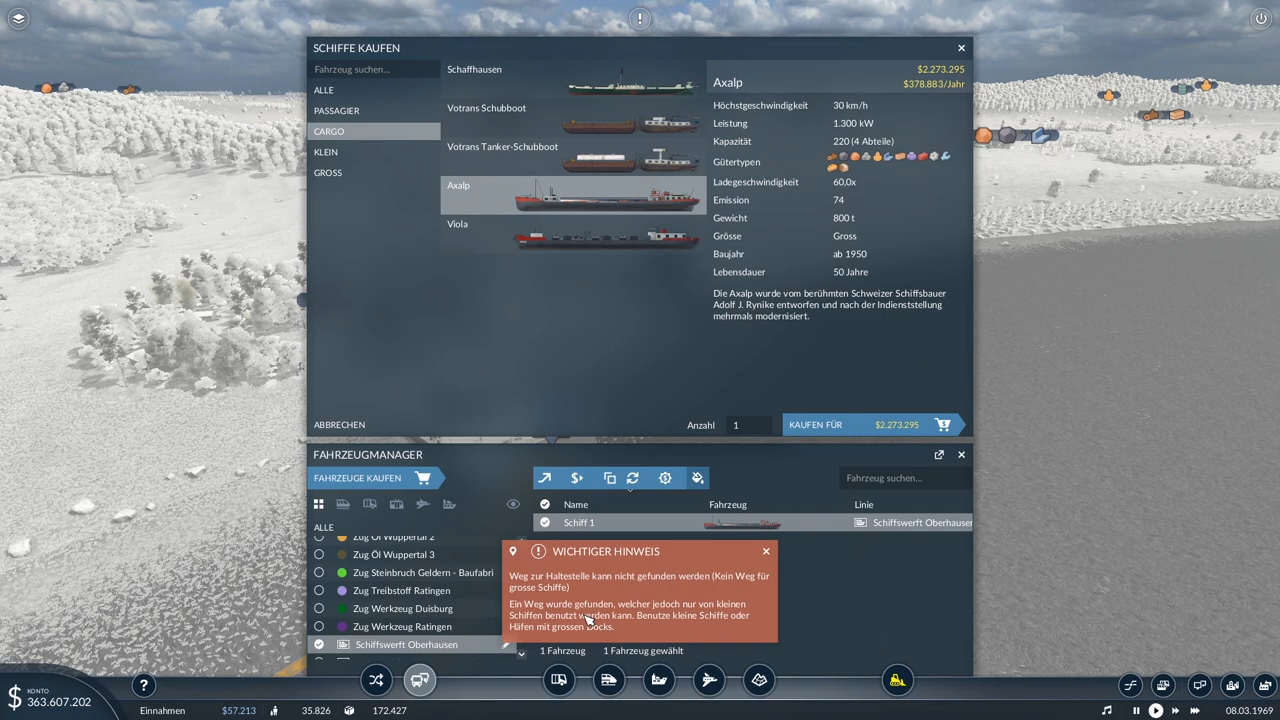 SCHIFFE KAUFEN
Fahrzeug suchen...
ALLE
PASSAGIER
CARGO
KLEIN
GROSS
Schaffhausen
Votrans Schubboot
Votrans Tanker-Schubboot
Axalp
Viola
$2.273.295
Axalp
$378.883/Jahr
Höchstgeschwindigkeit 30 km/h
Leistung 1.300 kW
Kapazität 220 (4 Abteile)
Gütertypen
Ladegeschwindigkeit 60,0x
Emission 74
Gewicht 800 t
Grösse Gross
Baujahr ab 1950
Lebensdauer 50 Jahre
Die Axalp wurde vom berühmten Schweizer Schiffsbauer
Adolf J. Rynike entworfen und nach der Indienststellung
mehrmals modernisiert.
ABBRECHEN
Anzahl 1
KAUFEN FÜR $2.273.295
FAHRZEUGMANAGER
FAHRZEUGE KAUFEN
Fahrzeug suchen...
ALLE
Zug Öl Wuppertal 2
Zug Öl Wuppertal 3
Zug Steinbruch Geldern - Baufabri
Zug Treibstoff Ratingen
Zug Werkzeug Duisburg
Zug Werkzeug Ratingen
Schiffswerft Oberhausen
Name Fahrzeug Linie
Schiff 1 Schiffswerft Oberhausen
WICHTIGER HINWEIS
Weg zur Haltestelle kann nicht gefunden werden (Kein Weg für
grosse Schiffe)
Ein Weg wurde gefunden, welcher jedoch nur von kleinen
Schiffen benutzt werden kann. Benutze kleine Schiffe oder
Häfen mit grossen Docks.
1 Fahrzeug 1 Fahrzeug gewählt
$ KONTO
363.607.202
?
Einnahmen $57.213 35.826 172.427
08.03.1969